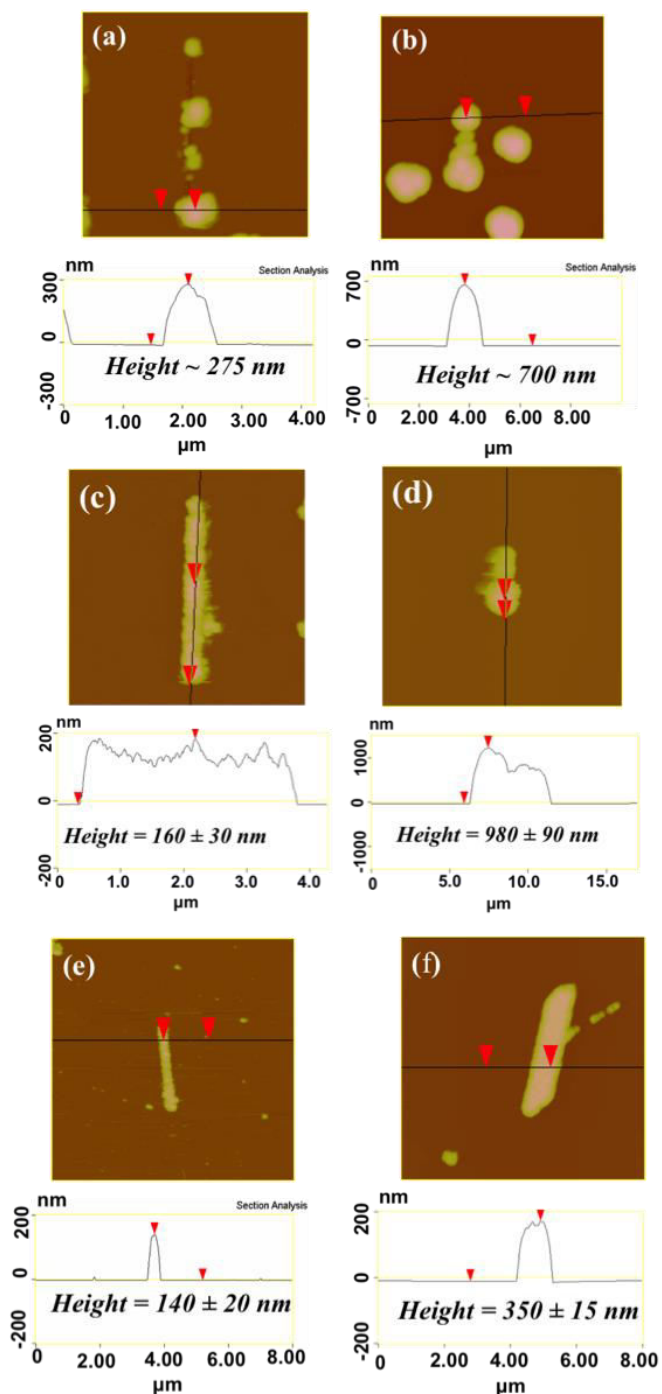 (a)
(b)
nm
Section Analysis
300
0
-300
Height ~ 275 nm
0 1.00 2.00 3.00 4.00
µm
nm
Section Analysis
700
0
-700
Height ~ 700 nm
0 2.00 4.00 6.00 8.00
µm
(c)
(d)
nm
200
0
-200
Height = 160 ± 30 nm
0 1.0 2.0 3.0 4.0
µm
nm
1000
0
-1000
Height = 980 ± 90 nm
0 5.0 10.0 15.0
µm
(e)
(f)
nm
Section Analysis
200
0
-200
Height = 140 ± 20 nm
0 2.00 4.00 6.00 8.00
µm
nm
200
0
-200
Height = 350 ± 15 nm
0 2.00 4.00 6.00 8.00
µm